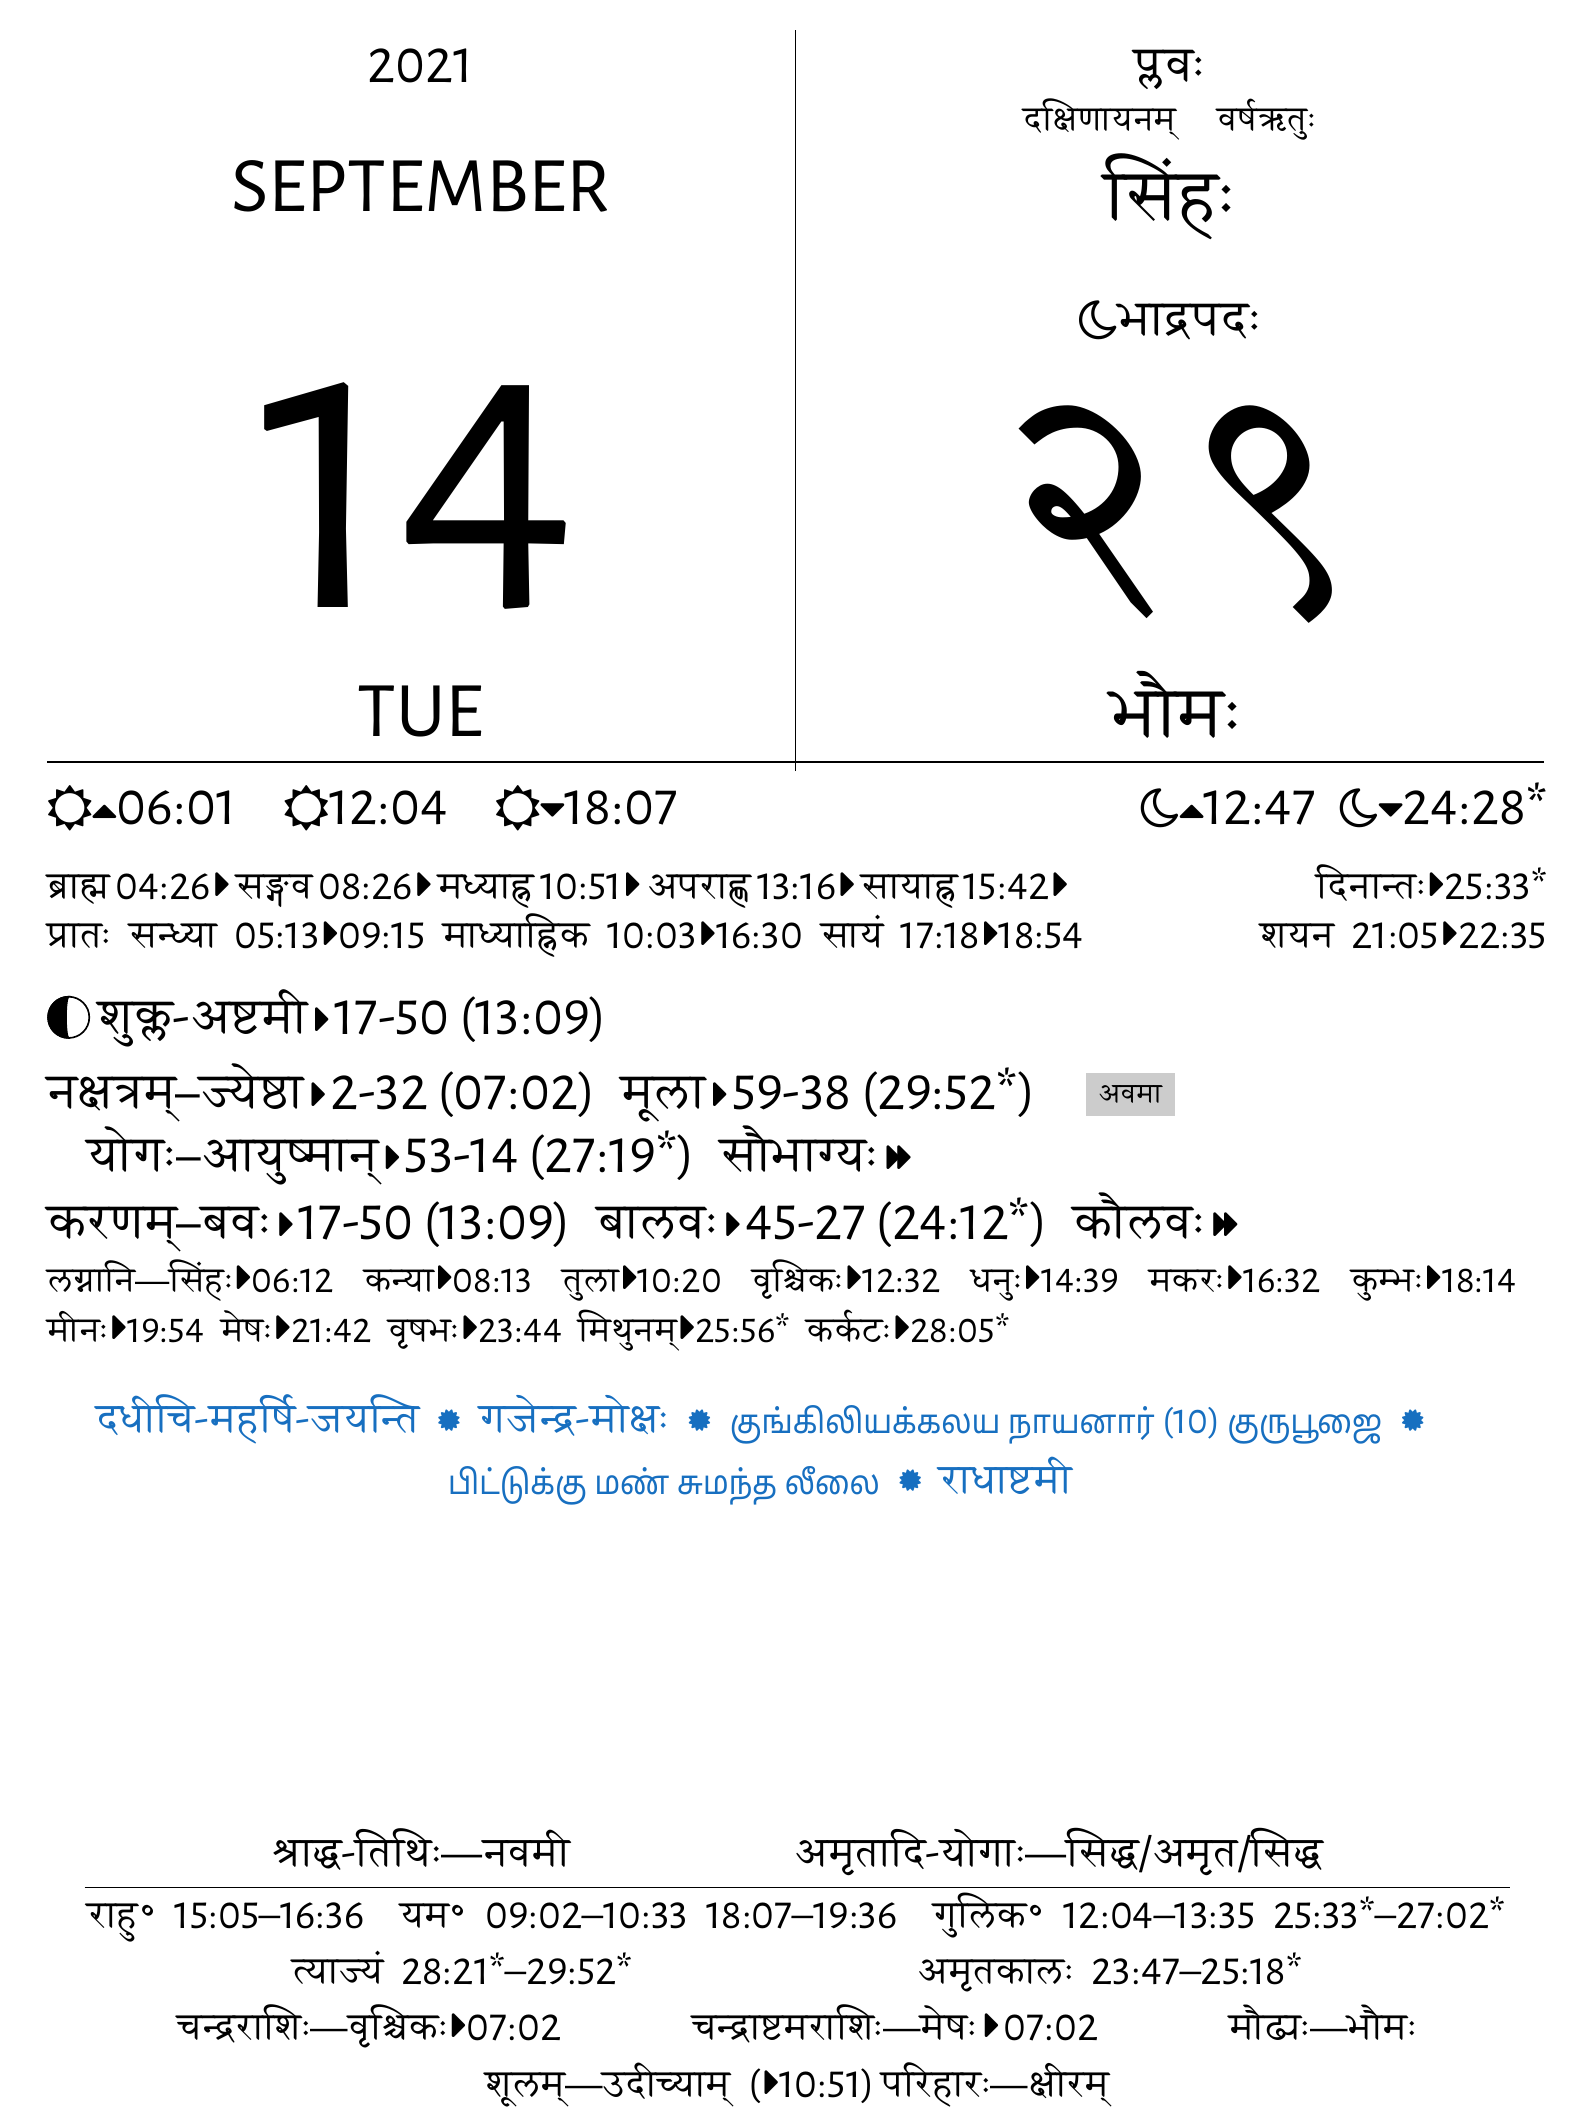 2021
SEPTEMBER
14
TUE
प्लवः
दक्षिणायनम् वर्षऋतुः
सिंहः
☾भाद्रपदः
२९
भौमः
☼▴06:01 ☼12:04 ☼▾18:07 ☾▴12:47 ☾▾24:28*
ब्राह्म 04:26▸ सङ्गव 08:26▸ मध्याह्न 10:51▸ अपराह्ण 13:16▸ सायाह्न 15:42▸ दिनान्तः▸25:33*
प्रातः सन्ध्या 05:13▸09:15 माध्याह्निक 10:03▸16:30 सायं 17:18▸18:54 शयन 21:05▸22:35
◐ शुक्ल-अष्टमी▸17-50 (13:09)
नक्षत्रम्–ज्येष्ठा▸2-32 (07:02) मूला▸59-38 (29:52*) अवमा
योगः–आयुष्मान्▸53-14 (27:19*) सौभाग्यः▸▸
करणम्–बवः▸17-50 (13:09) बालवः▸45-27 (24:12*) कौलवः▸▸
लग्नानि—सिंहः▸06:12 कन्या▸08:13 तुला▸10:20 वृश्चिकः▸12:32 धनुः▸14:39 मकरः▸16:32 कुम्भः▸18:14
मीनः▸19:54 मेषः▸21:42 वृषभः▸23:44 मिथुनम्▸25:56* कर्कटः▸28:05*
दधीचि-महर्षि-जयन्ति ✹ गजेन्द्र-मोक्षः ✹ குங்கிலியக்கலய நாயனார் (10) குருபூஜை ✹
பிட்டுக்கு மண் சுமந்த லீலை ✹ राधाष्टमी
श्राद्ध-तिथिः—नवमी अमृतादि-योगाः—सिद्ध/अमृत/सिद्ध
राहु॰ 15:05–16:36 यम॰ 09:02–10:33 18:07–19:36 गुलिक॰ 12:04–13:35 25:33*–27:02*
त्याज्यं 28:21*–29:52* अमृतकालः 23:47–25:18*
चन्द्रराशिः—वृश्चिकः▸07:02 चन्द्राष्टमराशिः—मेषः▸07:02 मौढ्यः—भौमः
शूलम्—उदीच्याम् (▸10:51) परिहारः—क्षीरम्